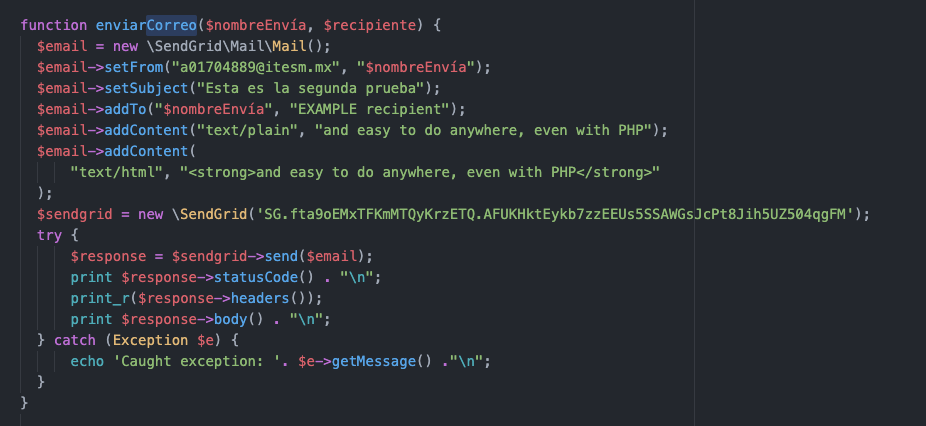 function enviarCorreo($nombreEnvía, $recipiente) {
$email = new \SendGrid\Mail\Mail();
$email->setFrom("a01704889@itesm.mx", "$nombreEnvía");
$email->setSubject("Esta es la segunda prueba");
$email->addTo("$nombreEnvía", "EXAMPLE recipient");
$email->addContent("text/plain", "and easy to do anywhere, even with PHP");
$email->addContent(
"text/html", "<strong>and easy to do anywhere, even with PHP</strong>"
);
$sendgrid = new \SendGrid('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');
try {
$response = $sendgrid->send($email);
print $response->statusCode() . "\n";
print_r($response->headers());
print $response->body() . "\n";
} catch (Exception $e) {
echo 'Caught exception: '. $e->getMessage() ."\n";
}
}